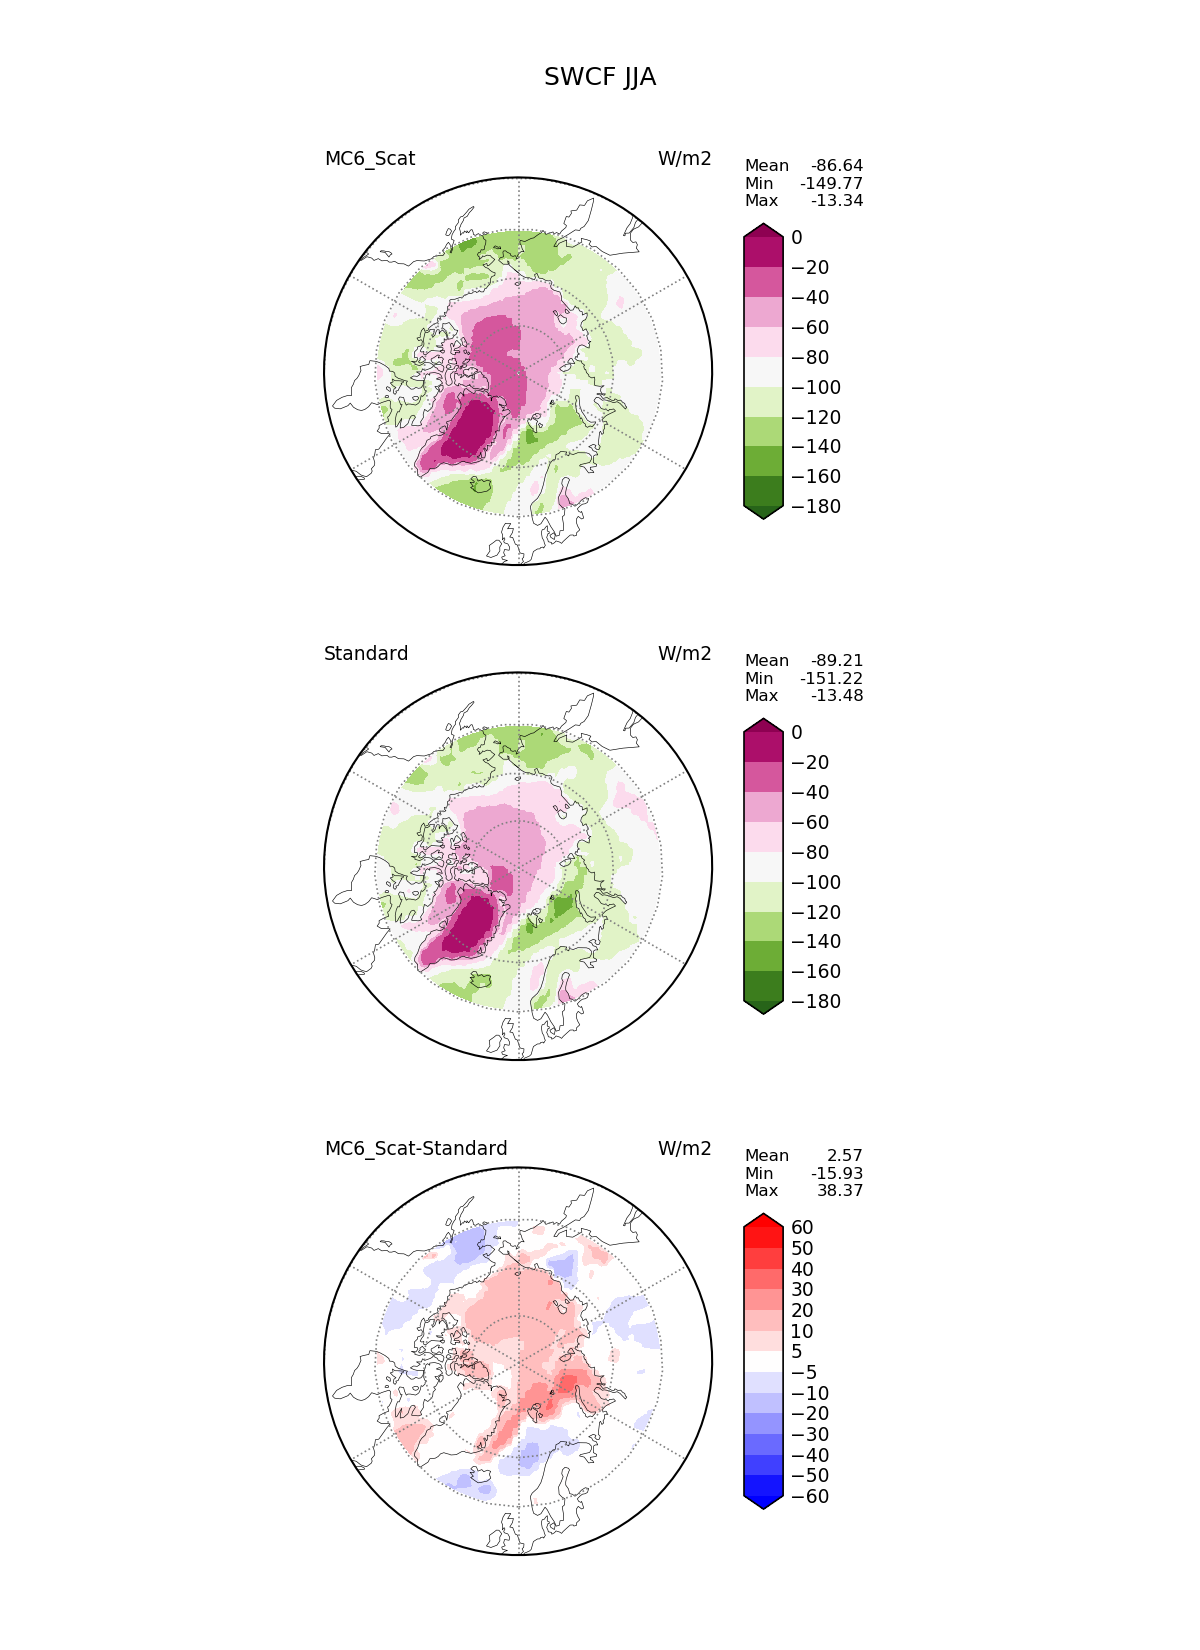 SWCF JJA
MC6_Scat W/m2
Mean -86.64
Min -149.77
Max -13.34
0
−20
−40
−60
−80
−100
−120
−140
−160
−180
Standard W/m2
Mean -89.21
Min -151.22
Max -13.48
0
−20
−40
−60
−80
−100
−120
−140
−160
−180
MC6_Scat-Standard W/m2
Mean 2.57
Min -15.93
Max 38.37
60
50
40
30
20
10
5
−5
−10
−20
−30
−40
−50
−60